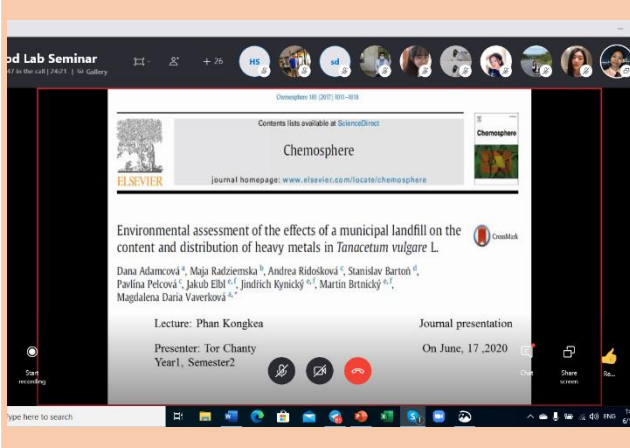 od Lab Seminar
47 in the call | 24:21 | Gallery
+ 26
HS
sd
Chemosphere 185 (2017) 1011–1018
Contents lists available at ScienceDirect
Chemosphere
journal homepage: www.elsevier.com/locate/chemosphere
ELSEVIER
Chemosphere
Environmental assessment of the effects of a municipal landfill on the
content and distribution of heavy metals in Tanacetum vulgare L.
CrossMark
Dana Adamcová a, Maja Radziemska b, Andrea Ridošková c, Stanislav Bartoň d,
Pavlína Pelcová c, Jakub Elbl e,f, Jindřich Kynický e,f, Martin Brtnický e,f,
Magdalena Daria Vaverková a,*
Lecture: Phan Kongkea
Journal presentation
Presenter: Tor Chanty
On June, 17 ,2020
Year1, Semester2
Start
recording
Chat
Share
screen
Re...
Type here to search
ENG